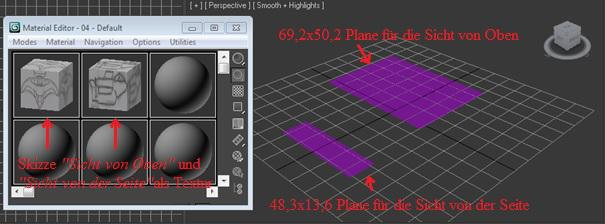 [ + ] [ Perspective ] [ Smooth + Highlights ]
Material Editor - 04 - Default
Modes Material Navigation Options Utilities
69,2x50,2 Plane für die Sicht von Oben
Skizze "Sicht von Oben" und
"Sicht von der Seite" als Textur
48,3x13,6 Plane für die Sicht von der Seite